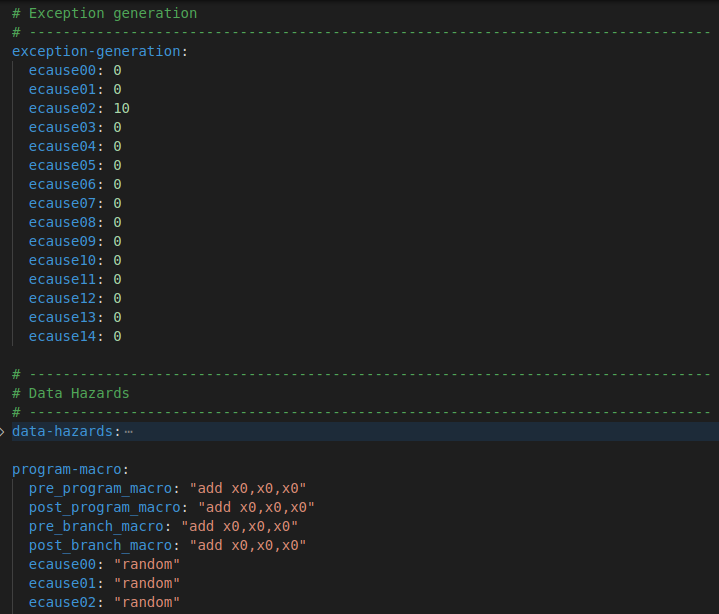 # Exception generation
# ---------------------------------------------------------------------------------
exception-generation:
  ecause00: 0
  ecause01: 0
  ecause02: 10
  ecause03: 0
  ecause04: 0
  ecause05: 0
  ecause06: 0
  ecause07: 0
  ecause08: 0
  ecause09: 0
  ecause10: 0
  ecause11: 0
  ecause12: 0
  ecause13: 0
  ecause14: 0
# ---------------------------------------------------------------------------------
# Data Hazards
# ---------------------------------------------------------------------------------
data-hazards:⋯
program-macro:
  pre_program_macro: "add x0,x0,x0"
  post_program_macro: "add x0,x0,x0"
  pre_branch_macro: "add x0,x0,x0"
  post_branch_macro: "add x0,x0,x0"
  ecause00: "random"
  ecause01: "random"
  ecause02: "random"